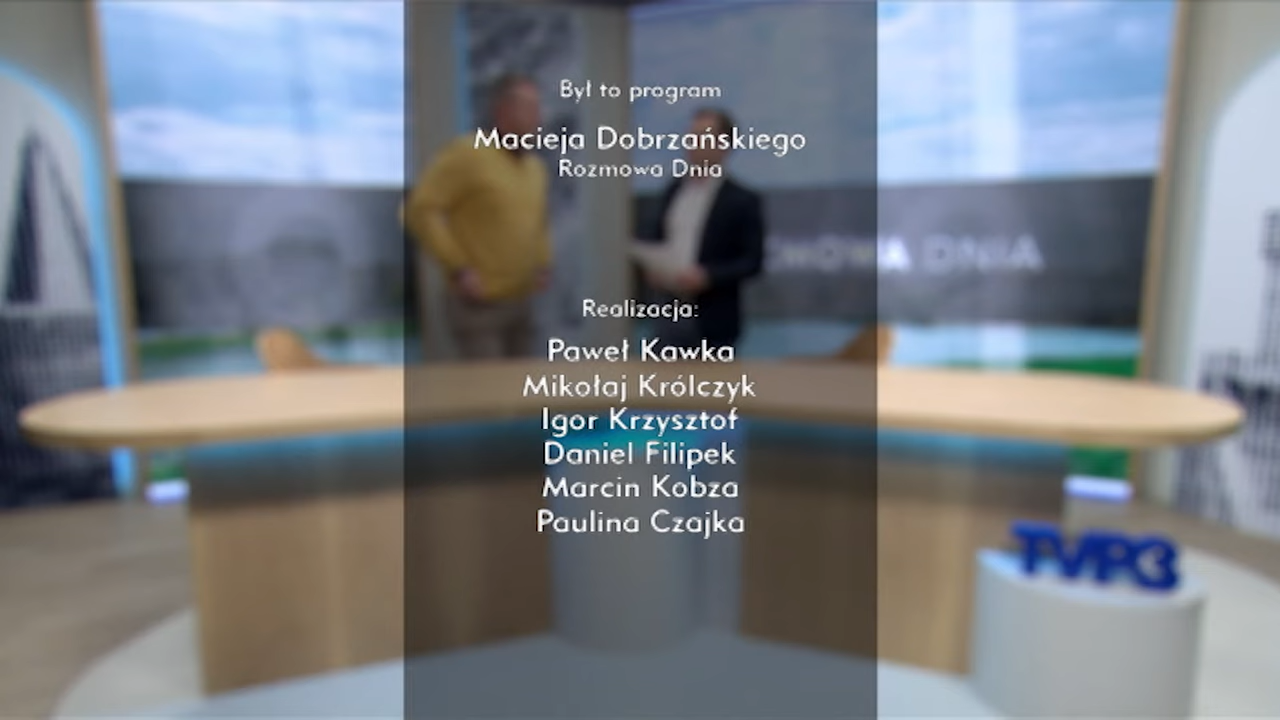 Był to program
Macieja Dobrzańskiego
Rozmowa Dnia
DNIA
Realizacja:
Paweł Kawka
Mikołaj Królczyk
Igor Krzysztof
Daniel Filipek
Marcin Kobza
Paulina Czajka
TVP3